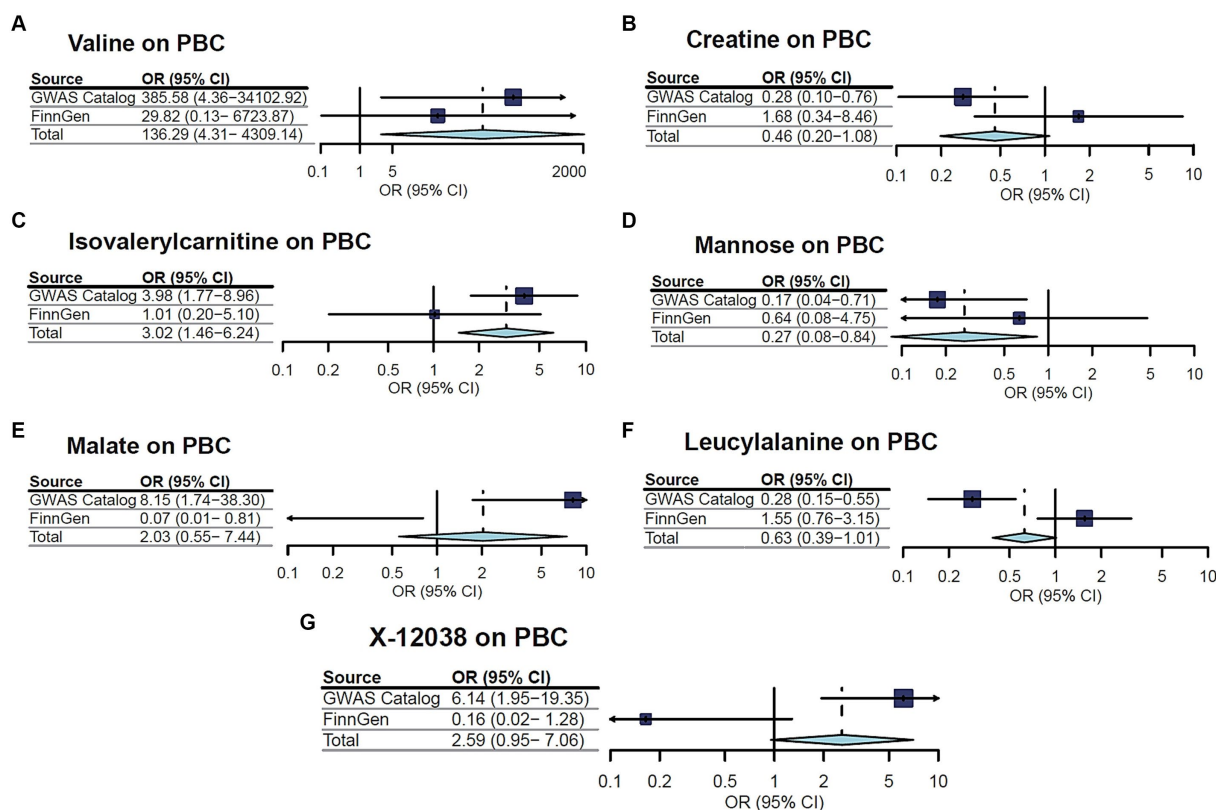 A
Valine on PBC
Source OR (95% CI)
GWAS Catalog 385.58 (4.36−34102.92)
FinnGen 29.82 (0.13− 6723.87)
Total 136.29 (4.31− 4309.14)
0.1 1 5 2000
OR (95% CI)
B
Creatine on PBC
Source OR (95% CI)
GWAS Catalog 0.28 (0.10−0.76)
FinnGen 1.68 (0.34−8.46)
Total 0.46 (0.20−1.08)
0.1 0.2 0.5 1 2 5 10
OR (95% CI)
C
Isovalerylcarnitine on PBC
Source OR (95% CI)
GWAS Catalog 3.98 (1.77−8.96)
FinnGen 1.01 (0.20−5.10)
Total 3.02 (1.46−6.24)
0.1 0.2 0.5 1 2 5 10
OR (95% CI)
D
Mannose on PBC
Source OR (95% CI)
GWAS Catalog 0.17 (0.04−0.71)
FinnGen 0.64 (0.08−4.75)
Total 0.27 (0.08−0.84)
0.1 0.2 0.5 1 2 5 10
OR (95% CI)
E
Malate on PBC
Source OR (95% CI)
GWAS Catalog 8.15 (1.74−38.30)
FinnGen 0.07 (0.01− 0.81)
Total 2.03 (0.55− 7.44)
0.1 0.2 0.5 1 2 5 10
OR (95% CI)
F
Leucylalanine on PBC
Source OR (95% CI)
GWAS Catalog 0.28 (0.15−0.55)
FinnGen 1.55 (0.76−3.15)
Total 0.63 (0.39−1.01)
0.1 0.2 0.5 1 2 5 10
OR (95% CI)
G
X-12038 on PBC
Source OR (95% CI)
GWAS Catalog 6.14 (1.95−19.35)
FinnGen 0.16 (0.02− 1.28)
Total 2.59 (0.95− 7.06)
0.1 0.2 0.5 1 2 5 10
OR (95% CI)